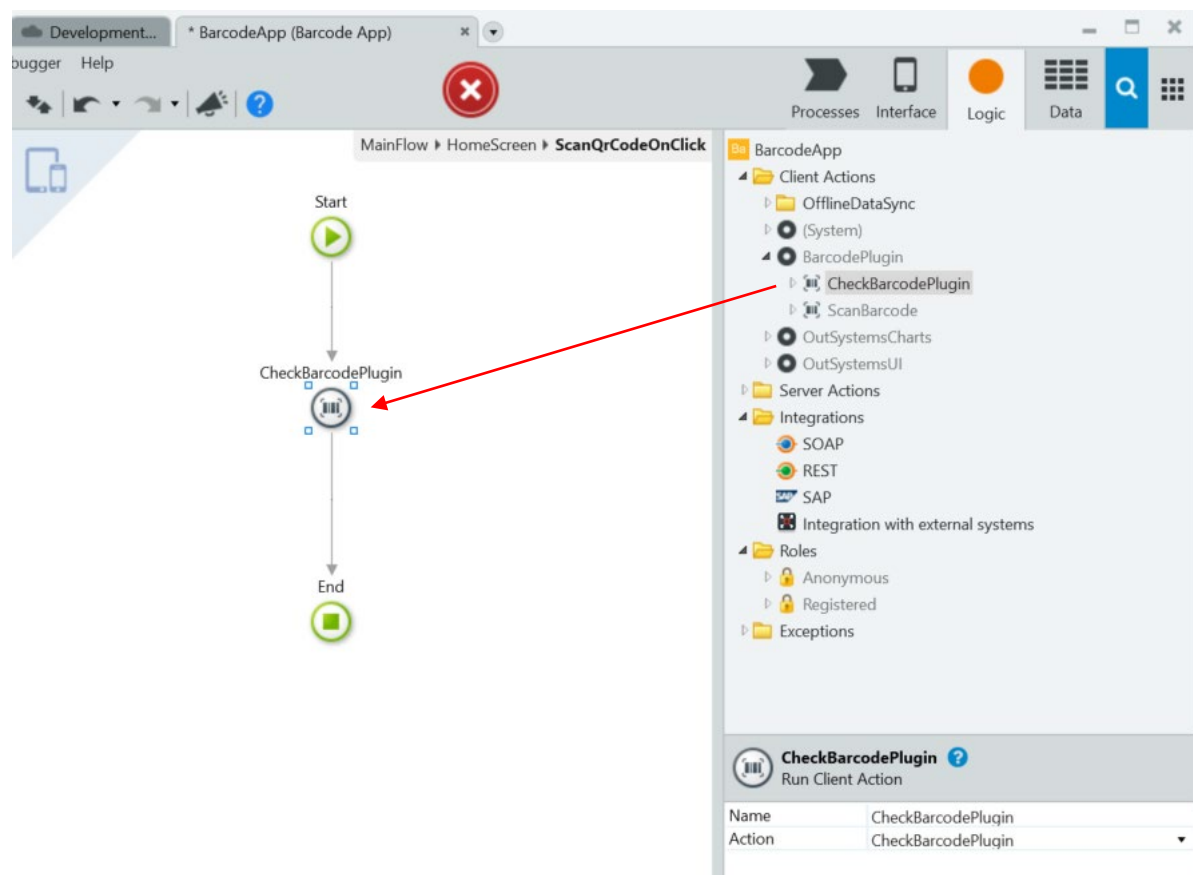 Development...
* BarcodeApp (Barcode App)
bugger Help
Processes
Interface
Logic
Data
MainFlow HomeScreen ScanQrCodeOnClick
Start
CheckBarcodePlugin
End
Ba BarcodeApp
Client Actions
OfflineDataSync
(System)
BarcodePlugin
CheckBarcodePlugin
ScanBarcode
OutSystemsCharts
OutSystemsUI
Server Actions
Integrations
SOAP
REST
SAP SAP
Integration with external systems
Roles
Anonymous
Registered
Exceptions
CheckBarcodePlugin ?
Run Client Action
Name CheckBarcodePlugin
Action CheckBarcodePlugin